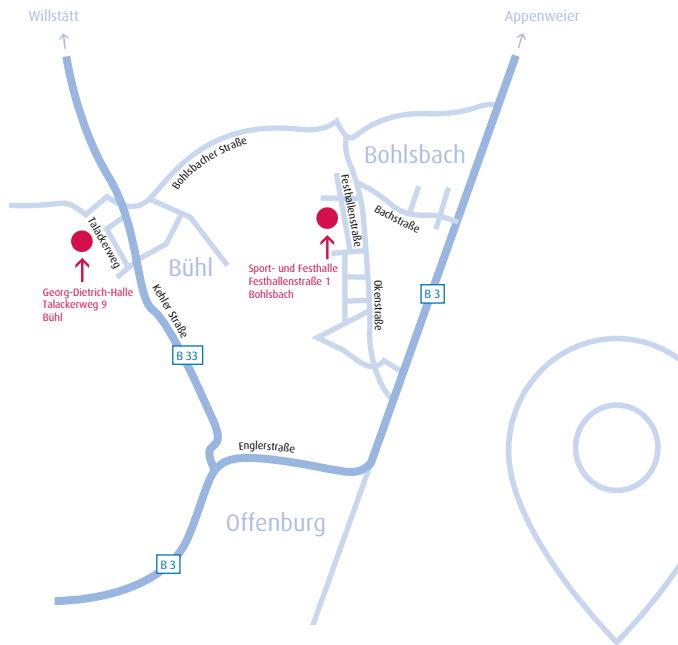 Willstätt
Appenweier
Bohlsbacher Straße
Bohlsbach
Festhallenstraße
Bachstraße
Talackerweg
Bühl
Georg-Dietrich-Halle
Talackerweg 9
Bühl
Sport- und Festhalle
Festhallenstraße 1
Bohlsbach
Kehler Straße
Okenstraße
B 3
B 33
Englerstraße
Offenburg
B 3